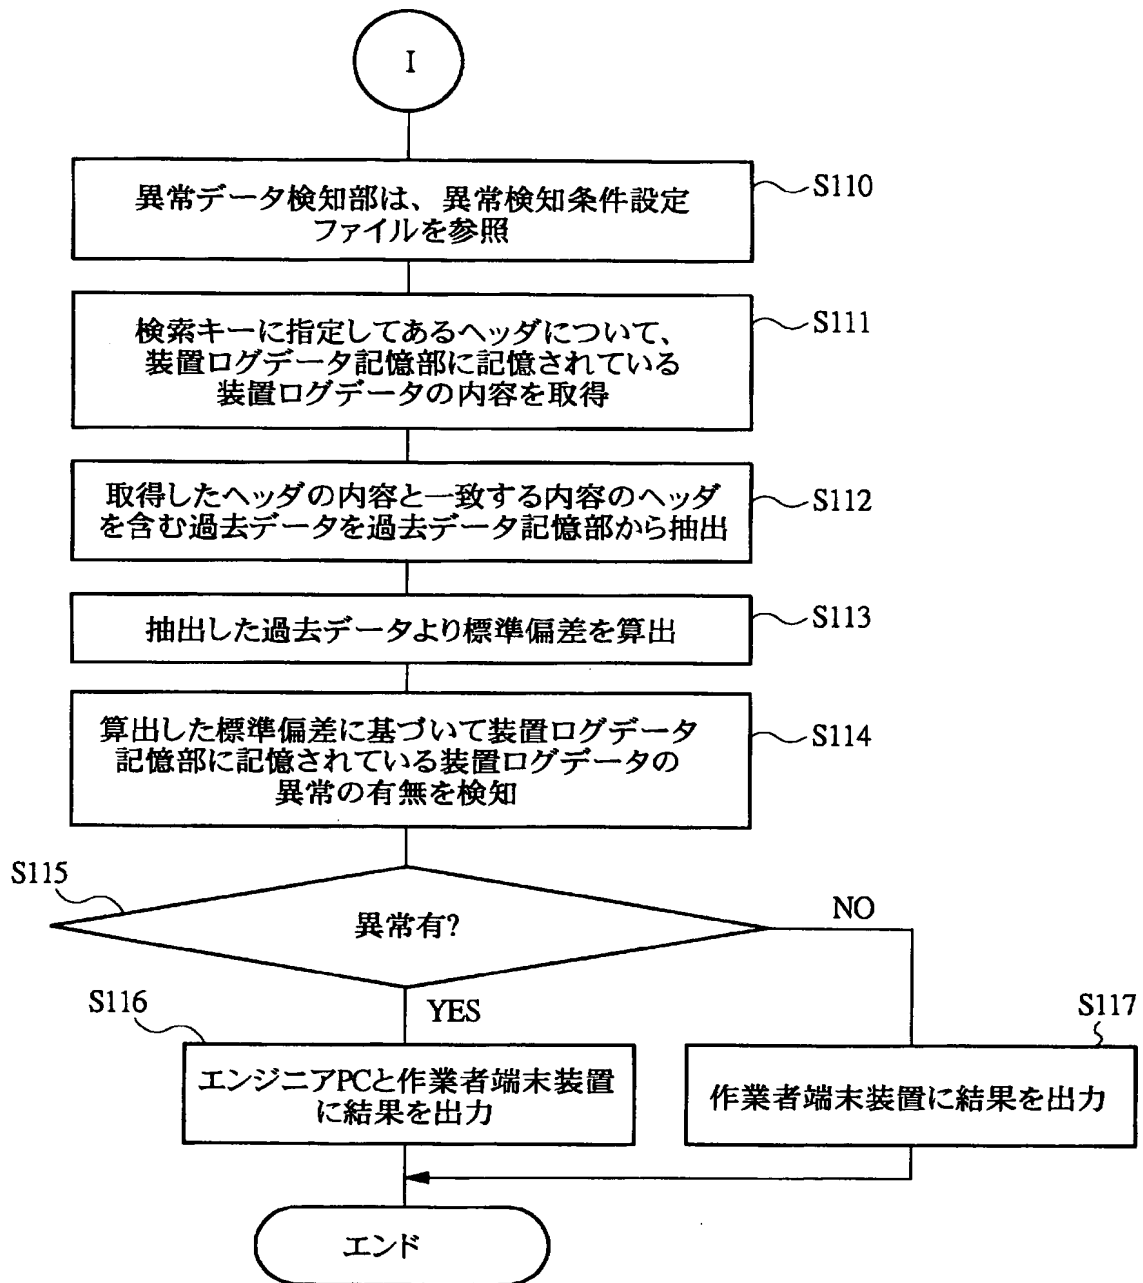 I
異常データ検知部は、異常検知条件設定
ファイルを参照
S110
検索キーに指定してあるヘッダについて、
装置ログデータ記憶部に記憶されている
装置ログデータの内容を取得
S111
取得したヘッダの内容と一致する内容のヘッダ
を含む過去データを過去データ記憶部から抽出
S112
抽出した過去データより標準偏差を算出
S113
算出した標準偏差に基づいて装置ログデータ
記憶部に記憶されている装置ログデータの
異常の有無を検知
S114
S115
異常有?
NO
YES
S116
エンジニアPCと作業者端末装置
に結果を出力
S117
作業者端末装置に結果を出力
エンド